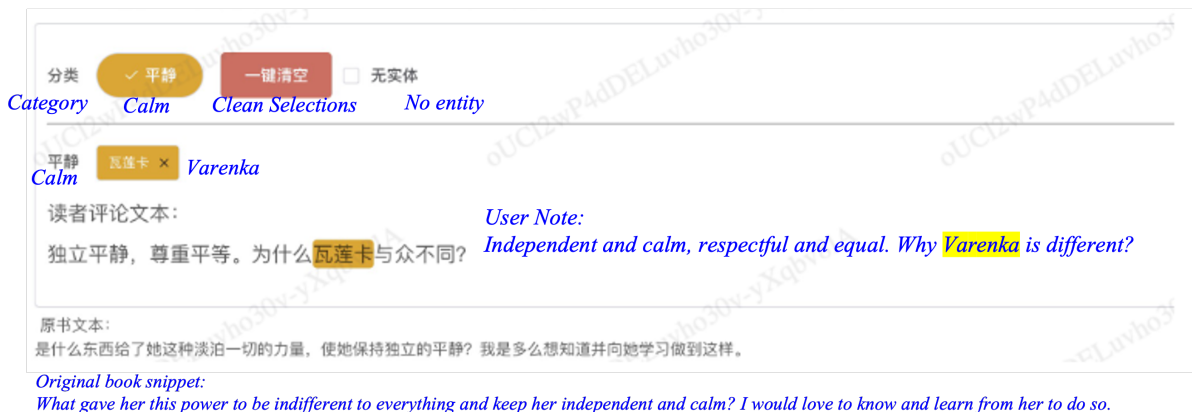 分类 ✓ 平静 一键清空 无实体
Category Calm Clean Selections No entity
平静 瓦莲卡 ×
Calm Varenka
读者评论文本：
User Note:
独立平静，尊重平等。为什么瓦莲卡与众不同？
Independent and calm, respectful and equal. Why Varenka is different?
原书文本：
是什么东西给了她这种淡泊一切的力量，使她保持独立的平静？我是多么想知道并向她学习做到这样。
Original book snippet:
What gave her this power to be indifferent to everything and keep her independent and calm? I would love to know and learn from her to do so.